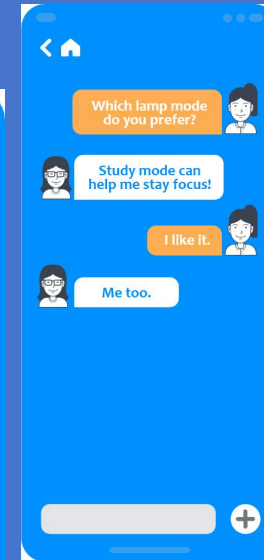 Which lamp mode
do you prefer?
Study mode can
help me stay focus!
I like it.
Me too.